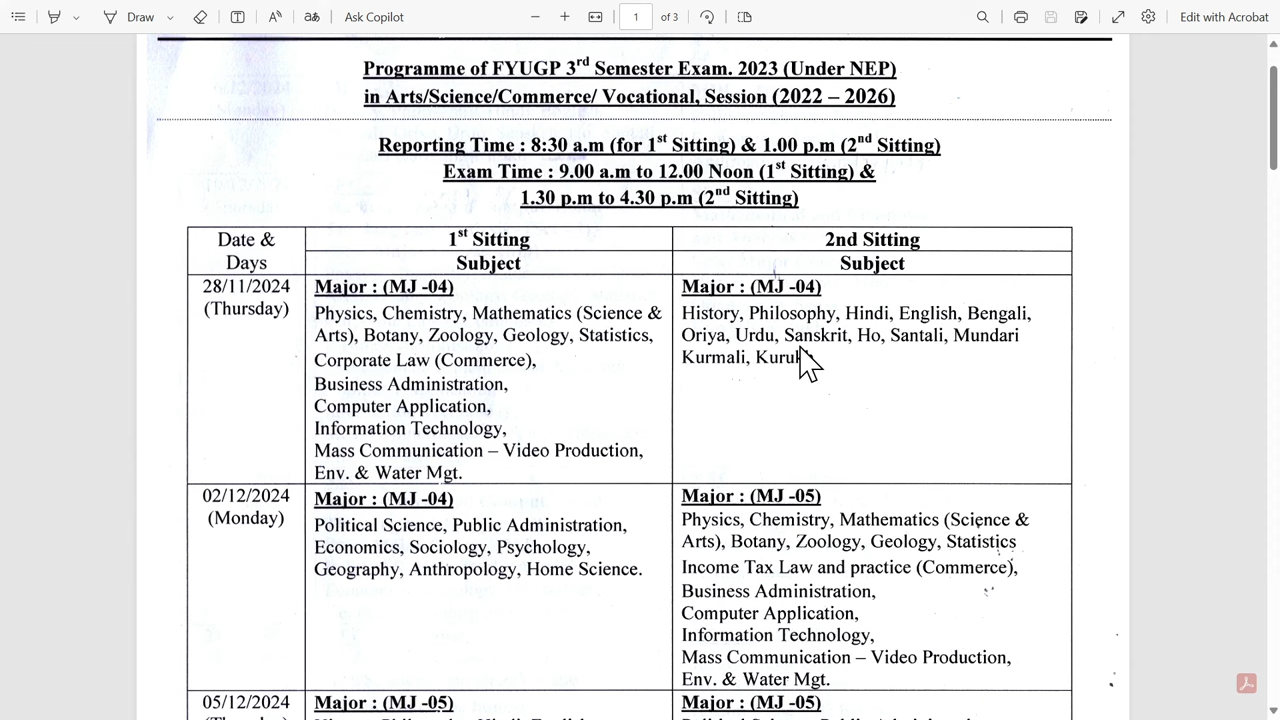 Draw
Ask Copilot
1 of 3
Edit with Acrobat
Programme of FYUGP 3rd Semester Exam. 2023 (Under NEP)
in Arts/Science/Commerce/ Vocational, Session (2022 – 2026)
Reporting Time : 8:30 a.m (for 1st Sitting) & 1.00 p.m (2nd Sitting)
Exam Time : 9.00 a.m to 12.00 Noon (1st Sitting) &
1.30 p.m to 4.30 p.m (2nd Sitting)
Date &
Days
1st Sitting
Subject
2nd Sitting
Subject
28/11/2024
(Thursday)
Major : (MJ -04)
Physics, Chemistry, Mathematics (Science &
Arts), Botany, Zoology, Geology, Statistics,
Corporate Law (Commerce),
Business Administration,
Computer Application,
Information Technology,
Mass Communication – Video Production,
Env. & Water Mgt.
Major : (MJ -04)
History, Philosophy, Hindi, English, Bengali,
Oriya, Urdu, Sanskrit, Ho, Santali, Mundari
Kurmali,
02/12/2024
(Monday)
Major : (MJ -04)
Political Science, Public Administration,
Economics, Sociology, Psychology,
Geography, Anthropology, Home Science.
Major : (MJ -05)
Physics, Chemistry, Mathematics (Science &
Arts), Botany, Zoology, Geology, Statistics
Income Tax Law and practice (Commerce),
Business Administration,
Computer Application,
Information Technology,
Mass Communication – Video Production,
Env. & Water Mgt.
05/12/2024
Major : (MJ -05)
Major : (MJ -05)